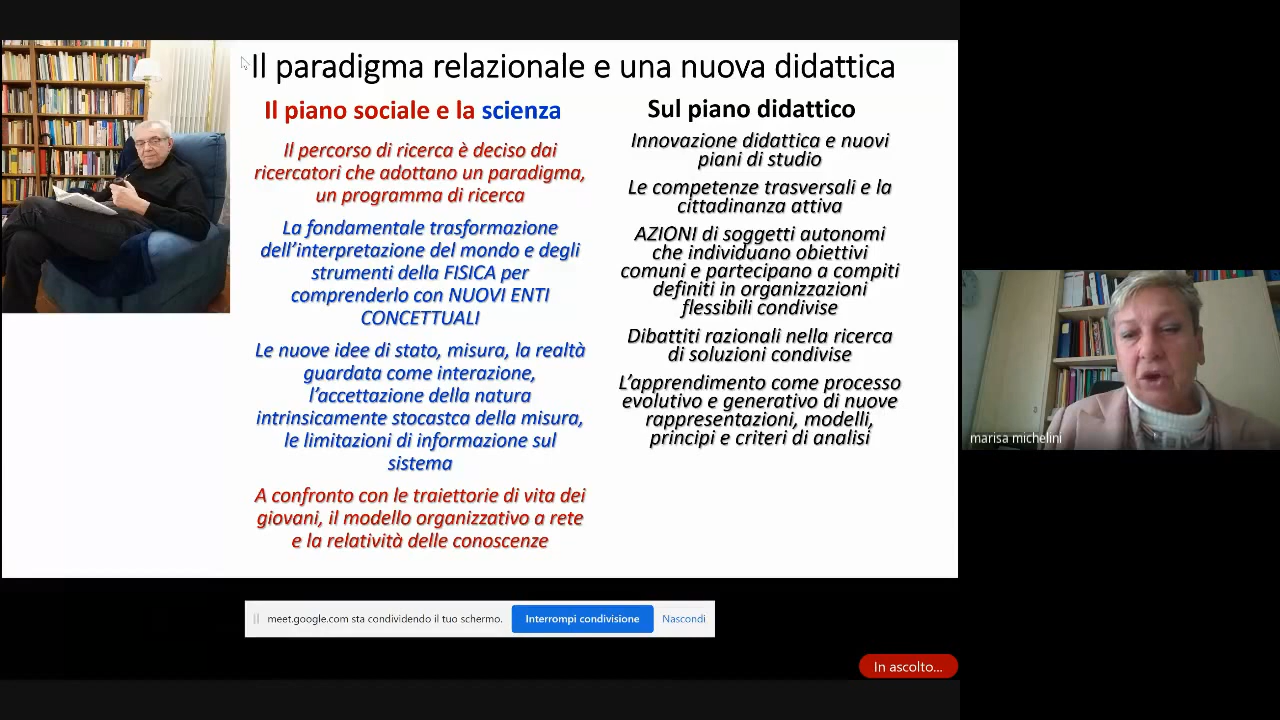 Il paradigma relazionale e una nuova didattica
Il piano sociale e la scienza
Il percorso di ricerca è deciso dai
ricercatori che adottano un paradigma,
un programma di ricerca
La fondamentale trasformazione
dell'interpretazione del mondo e degli
strumenti della FISICA per
comprenderlo con NUOVI ENTI
CONCETTUALI
Le nuove idee di stato, misura, la realtà
guardata come interazione,
l'accettazione della natura
intrinsicamente stocastca della misura,
le limitazioni di informazione sul
sistema
A confronto con le traiettorie di vita dei
giovani, il modello organizzativo a rete
e la relatività delle conoscenze
Sul piano didattico
Innovazione didattica e nuovi
piani di studio
Le competenze trasversali e la
cittadinanza attiva
AZIONI di soggetti autonomi
che individuano obiettivi
comuni e partecipano a compiti
definiti in organizzazioni
flessibili condivise
Dibattiti razionali nella ricerca
di soluzioni condivise
L'apprendimento come processo
evolutivo e generativo di nuove
rappresentazioni, modelli,
principi e criteri di analisi
marisa michelini
meet.google.com sta condividendo il tuo schermo.
Interrompi condivisione
Nascondi
In ascolto...